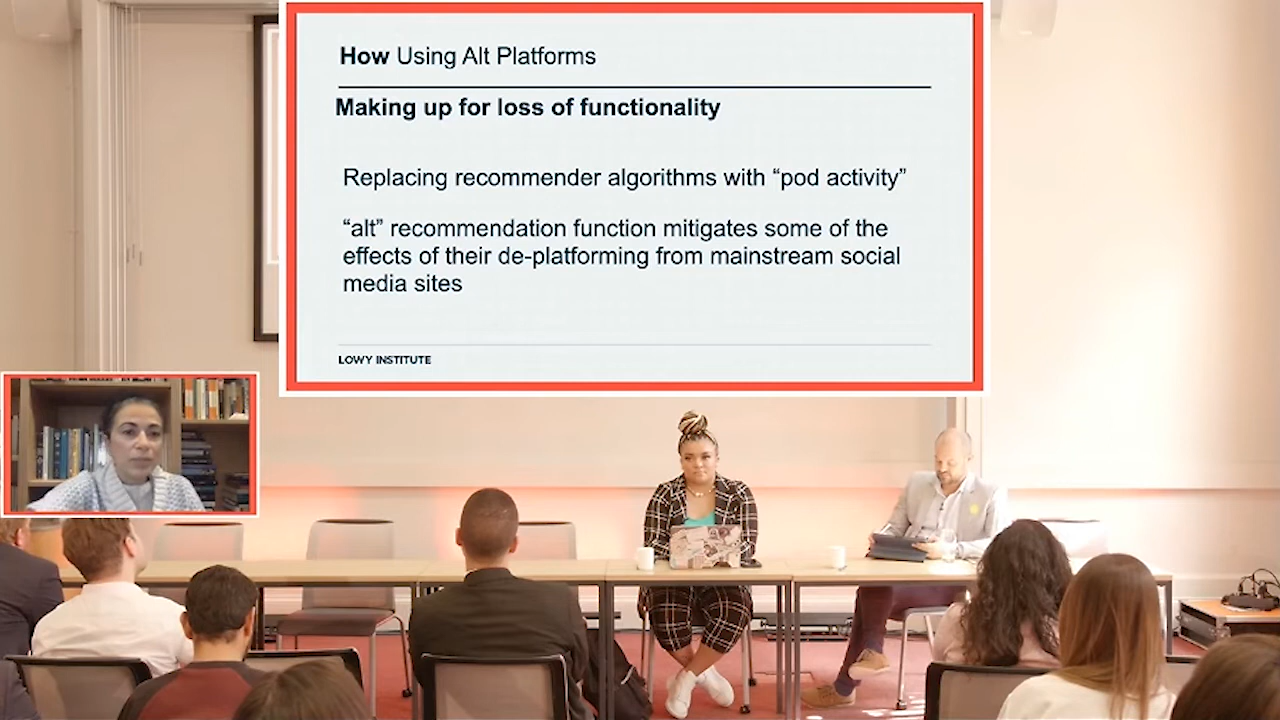 How Using Alt Platforms
Making up for loss of functionality
Replacing recommender algorithms with “pod activity”
“alt” recommendation function mitigates some of the
effects of their de-platforming from mainstream social
media sites
LOWY INSTITUTE